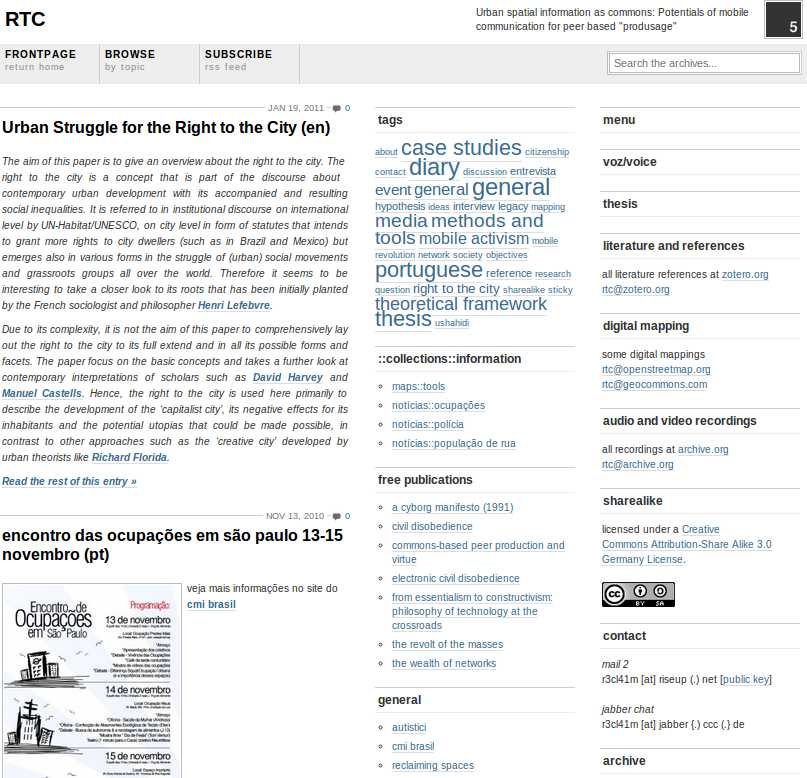 RTC
Urban spatial information as commons: Potentials of mobile
communication for peer based "produsage"
5
FRONTPAGE
return home
BROWSE
by topic
SUBSCRIBE
rss feed
Search the archives...
JAN 19, 2011
0
Urban Struggle for the Right to the City (en)
The aim of this paper is to give an overview about the right to the city. The
right to the city is a concept that is part of the discourse about
contemporary urban development with its accompanied and resulting
social inequalities. It is referred to in institutional discourse on international
level by UN-Habitat/UNESCO, on city level in form of statutes that intends
to grant more rights to city dwellers (such as in Brazil and Mexico) but
emerges also in various forms in the struggle of (urban) social movements
and grassroots groups all over the world. Therefore it seems to be
interesting to take a closer look to its roots that has been initially planted
by the French sociologist and philosopher Henri Lefebvre.
Due to its complexity, it is not the aim of this paper to comprehensively lay
out the right to the city to its full extend and in all its possible forms and
facets. The paper focus on the basic concepts and takes a further look at
contemporary interpretations of scholars such as David Harvey and
Manuel Castells. Hence, the right to the city is used here primarily to
describe the development of the 'capitalist city', its negative effects for its
inhabitants and the potential utopias that could be made possible, in
contrast to other approaches such as the 'creative city' developed by
urban theorists like Richard Florida.
Read the rest of this entry »
NOV 13, 2010
0
encontro das ocupações em são paulo 13-15
novembro (pt)
Encontro de
Ocupações
em São Paulo
Programação:
13 de novembro
14 de novembro
15 de novembro
veja mais informações no site do
cmi brasil
tags
about case studies citizenship
contact diary discussion entrevista
event general general
hypothesis ideas interview legacy mapping
media methods and
tools mobile activism mobile
revolution network society objectives
portuguese reference research
question right to the city sharealike sticky
theoretical framework
thesis ushahidi
::collections::information
maps::tools
notícias::ocupações
notícias::polícia
notícias::população de rua
free publications
a cyborg manifesto (1991)
civil disobedience
commons-based peer production and
virtue
electronic civil disobedience
from essentialism to constructivism:
philosophy of technology at the
crossroads
the revolt of the masses
the wealth of networks
general
autistici
cmi brasil
reclaiming spaces
menu
voz/voice
thesis
literature and references
all literature references at zotero.org
rtc@zotero.org
digital mapping
some digital mappings
rtc@openstreetmap.org
rtc@geocommons.com
audio and video recordings
all recordings at archive.org
rtc@archive.org
sharealike
licensed under a Creative
Commons Attribution-Share Alike 3.0
Germany License.
cc
BY SA
contact
mail 2
r3cl41m [at] riseup (.) net [public key]
jabber chat
r3cl41m [at] jabber {.) ccc (.} de
archive